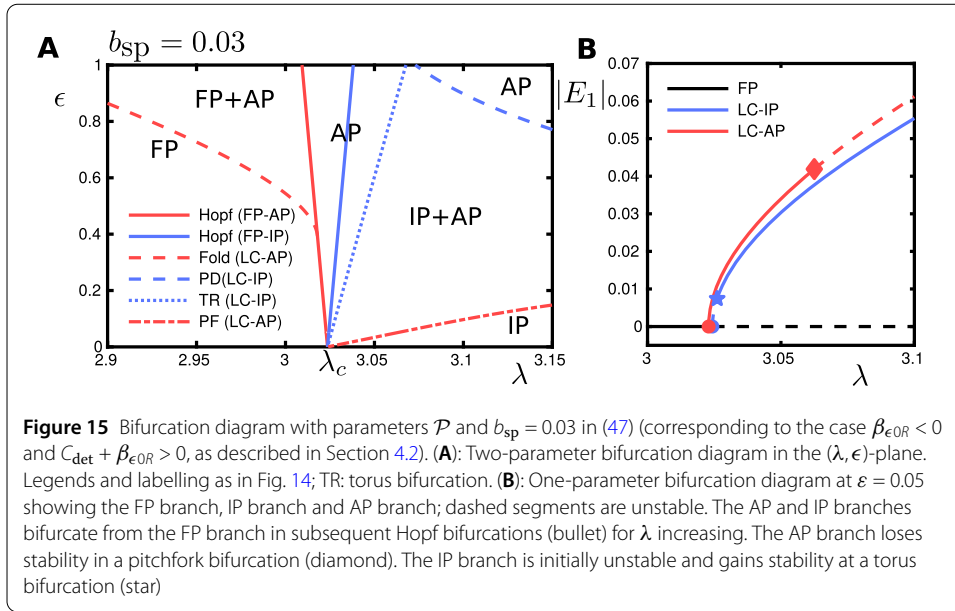 A
b_sp = 0.03
ϵ
1
0.8
0.6
0.4
0.2
0
FP+AP
FP
AP
AP
IP+AP
IP
Hopf (FP-AP)
Hopf (FP-IP)
Fold (LC-AP)
PD(LC-IP)
TR (LC-IP)
PF (LC-AP)
2.9
2.95
3
λ_c
3.05
3.1
λ
3.15
B
|E_1|
0.07
0.06
0.05
0.04
0.03
0.02
0.01
0
FP
LC-IP
LC-AP
3
3.05
λ
3.1
Figure 15 Bifurcation diagram with parameters 𝒫 and b_sp = 0.03 in (47) (corresponding to the case β_ϵ0R < 0
and C_det + β_ϵ0R > 0, as described in Section 4.2). (A): Two-parameter bifurcation diagram in the (λ, ϵ)-plane.
Legends and labelling as in Fig. 14; TR: torus bifurcation. (B): One-parameter bifurcation diagram at ε = 0.05
showing the FP branch, IP branch and AP branch; dashed segments are unstable. The AP and IP branches
bifurcate from the FP branch in subsequent Hopf bifurcations (bullet) for λ increasing. The AP branch loses
stability in a pitchfork bifurcation (diamond). The IP branch is initially unstable and gains stability at a torus
bifurcation (star)